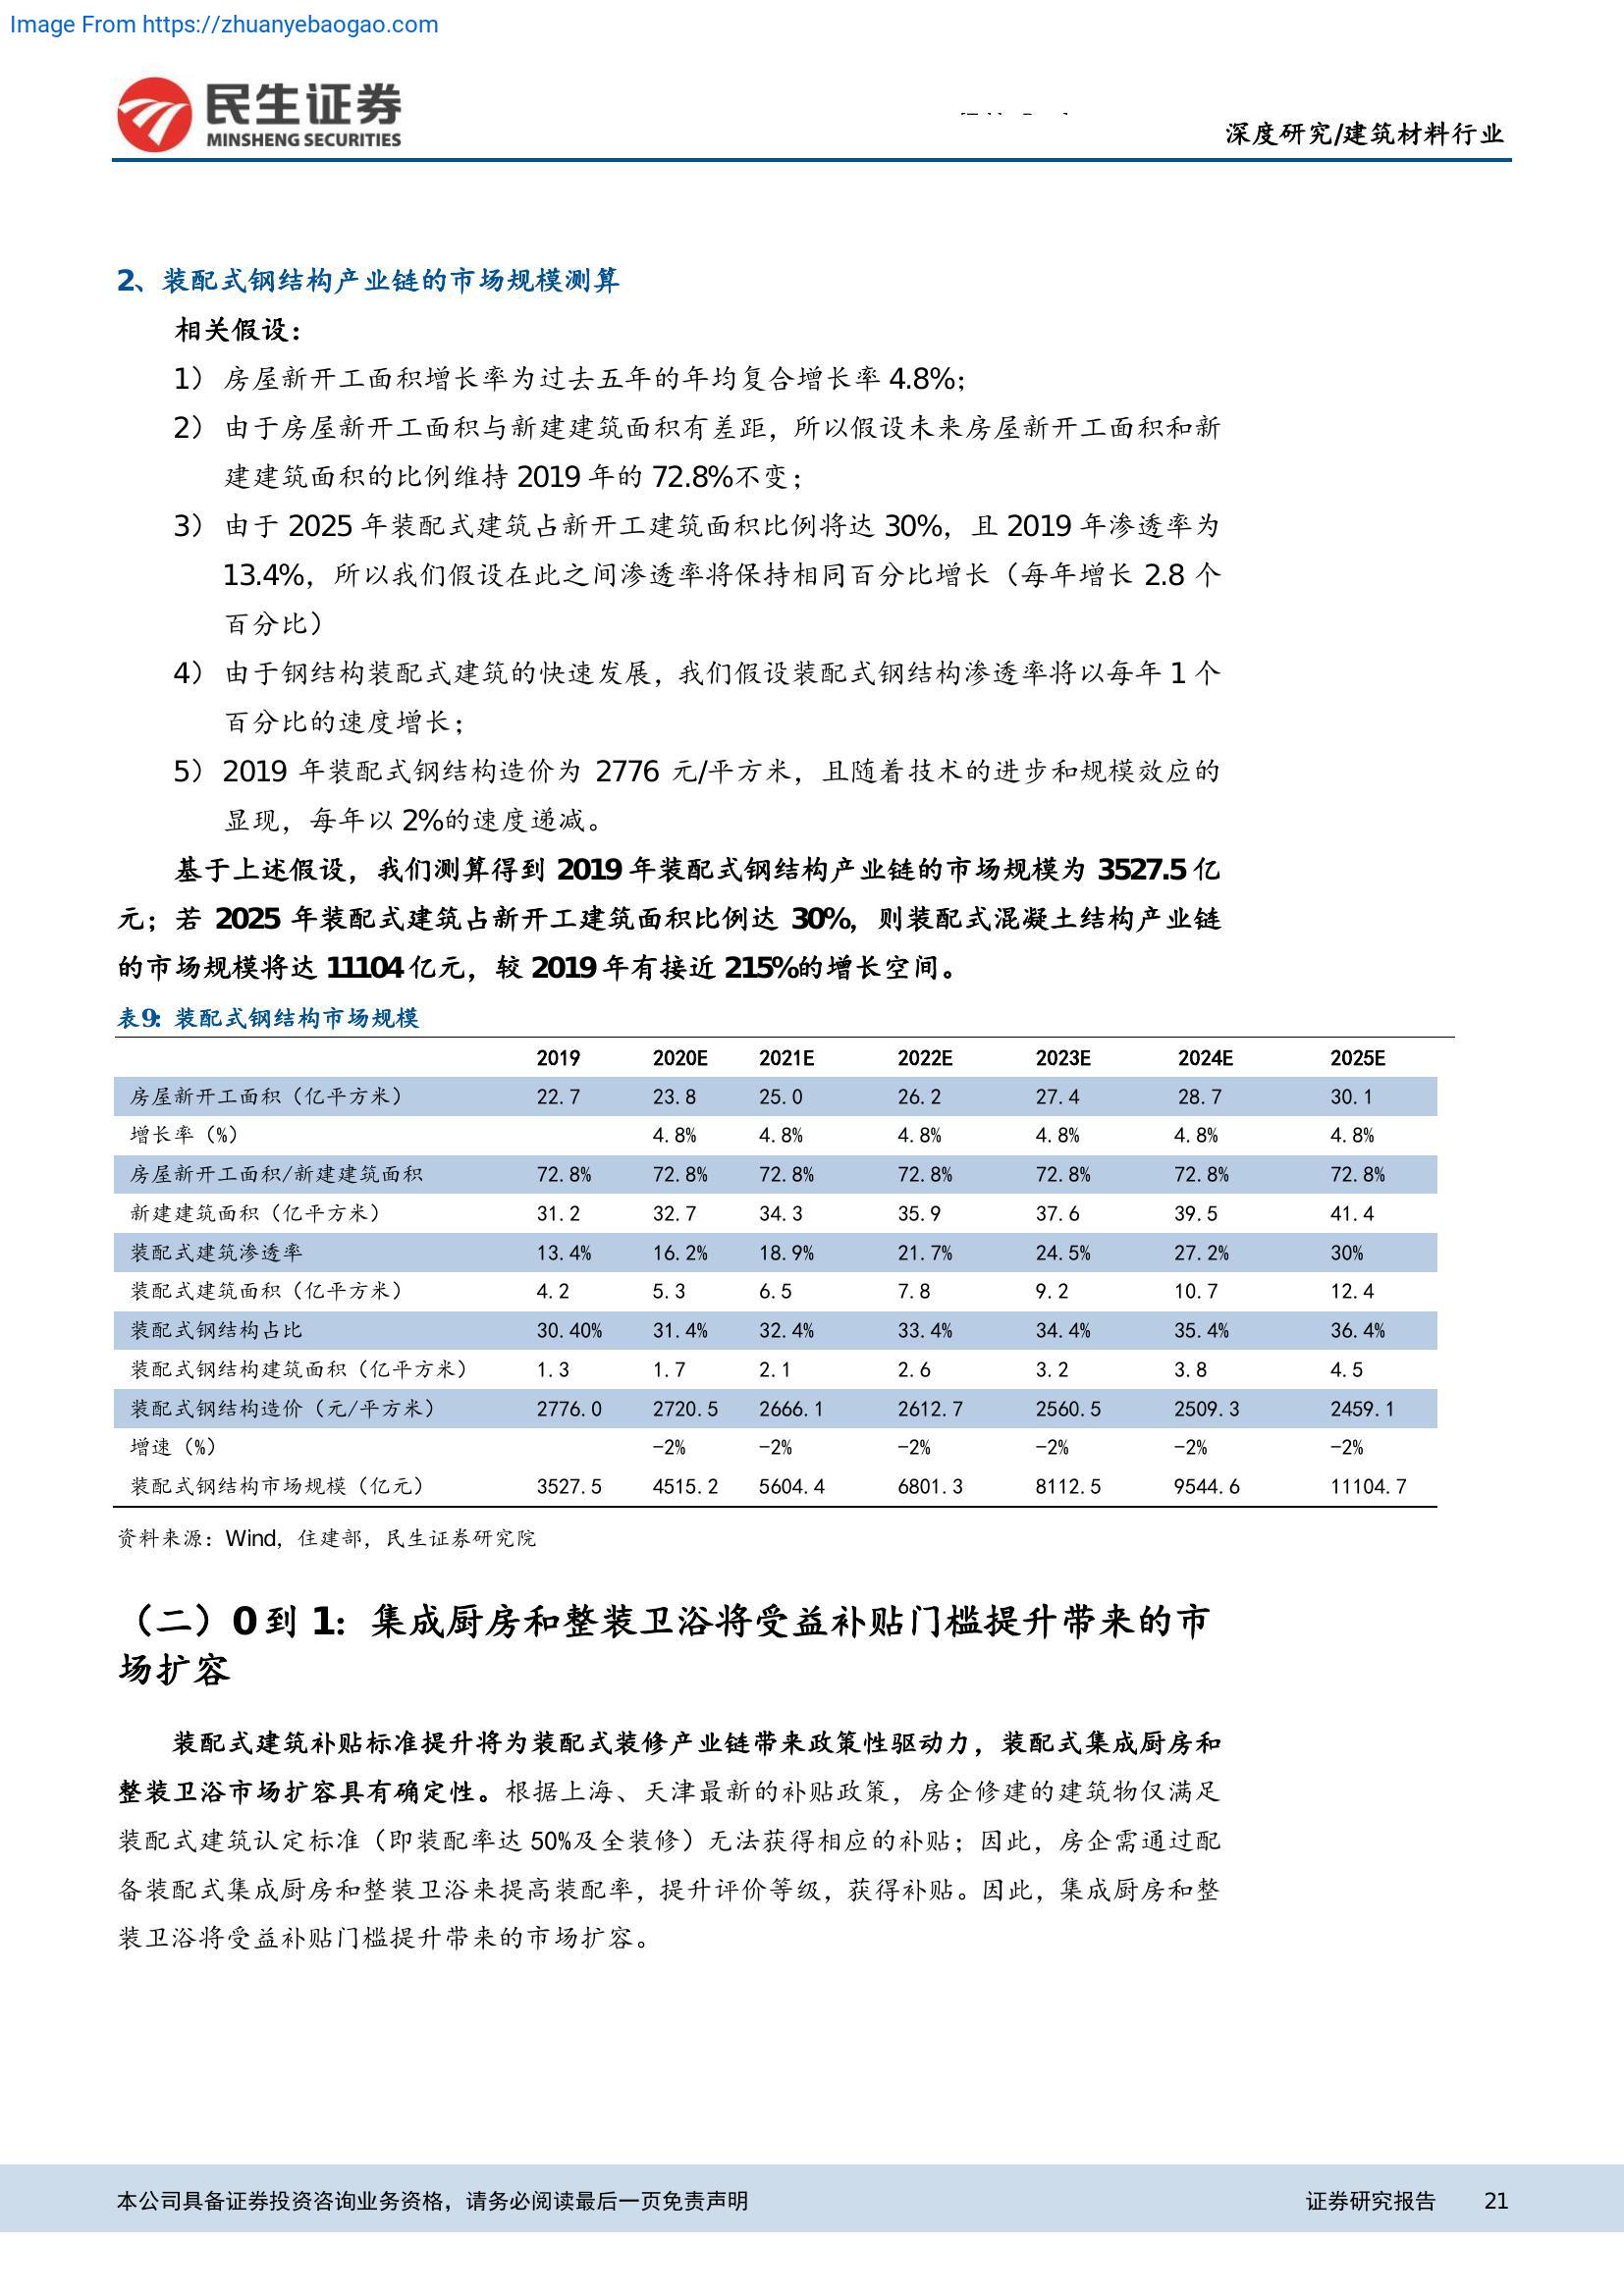 Image From https://zhuanyebaogao.com
民生证券
MINSHENG SECURITIES
深度研究/建筑材料行业
2、装配式钢结构产业链的市场规模测算
相关假设：
1） 房屋新开工面积增长率为过去五年的年均复合增长率 4.8%；
2） 由于房屋新开工面积与新建建筑面积有差距，所以假设未来房屋新开工面积和新
建建筑面积的比例维持 2019 年的 72.8%不变；
3） 由于 2025 年装配式建筑占新开工建筑面积比例将达 30%，且 2019 年渗透率为
13.4%，所以我们假设在此之间渗透率将保持相同百分比增长（每年增长 2.8 个
百分比）
4） 由于钢结构装配式建筑的快速发展，我们假设装配式钢结构渗透率将以每年 1 个
百分比的速度增长；
5） 2019 年装配式钢结构造价为 2776 元/平方米，且随着技术的进步和规模效应的
显现，每年以 2%的速度递减。
基于上述假设，我们测算得到 2019 年装配式钢结构产业链的市场规模为 3527.5 亿
元；若 2025 年装配式建筑占新开工建筑面积比例达 30%，则装配式混凝土结构产业链
的市场规模将达 11104 亿元，较 2019 年有接近 215%的增长空间。
表9：装配式钢结构市场规模
2019 2020E 2021E 2022E 2023E 2024E 2025E
房屋新开工面积（亿平方米） 22.7 23.8 25.0 26.2 27.4 28.7 30.1
增长率（%） 4.8% 4.8% 4.8% 4.8% 4.8% 4.8%
房屋新开工面积/新建建筑面积 72.8% 72.8% 72.8% 72.8% 72.8% 72.8% 72.8%
新建建筑面积（亿平方米） 31.2 32.7 34.3 35.9 37.6 39.5 41.4
装配式建筑渗透率 13.4% 16.2% 18.9% 21.7% 24.5% 27.2% 30%
装配式建筑面积（亿平方米） 4.2 5.3 6.5 7.8 9.2 10.7 12.4
装配式钢结构占比 30.40% 31.4% 32.4% 33.4% 34.4% 35.4% 36.4%
装配式钢结构建筑面积（亿平方米） 1.3 1.7 2.1 2.6 3.2 3.8 4.5
装配式钢结构造价（元/平方米） 2776.0 2720.5 2666.1 2612.7 2560.5 2509.3 2459.1
增速（%） -2% -2% -2% -2% -2% -2%
装配式钢结构市场规模（亿元） 3527.5 4515.2 5604.4 6801.3 8112.5 9544.6 11104.7
资料来源：Wind，住建部，民生证券研究院
（二）0 到 1：集成厨房和整装卫浴将受益补贴门槛提升带来的市
场扩容
装配式建筑补贴标准提升将为装配式装修产业链带来政策性驱动力，装配式集成厨房和
整装卫浴市场扩容具有确定性。根据上海、天津最新的补贴政策，房企修建的建筑物仅满足
装配式建筑认定标准（即装配率达 50%及全装修）无法获得相应的补贴；因此，房企需通过配
备装配式集成厨房和整装卫浴来提高装配率，提升评价等级，获得补贴。因此，集成厨房和整
装卫浴将受益补贴门槛提升带来的市场扩容。
本公司具备证券投资咨询业务资格，请务必阅读最后一页免责声明 证券研究报告 21